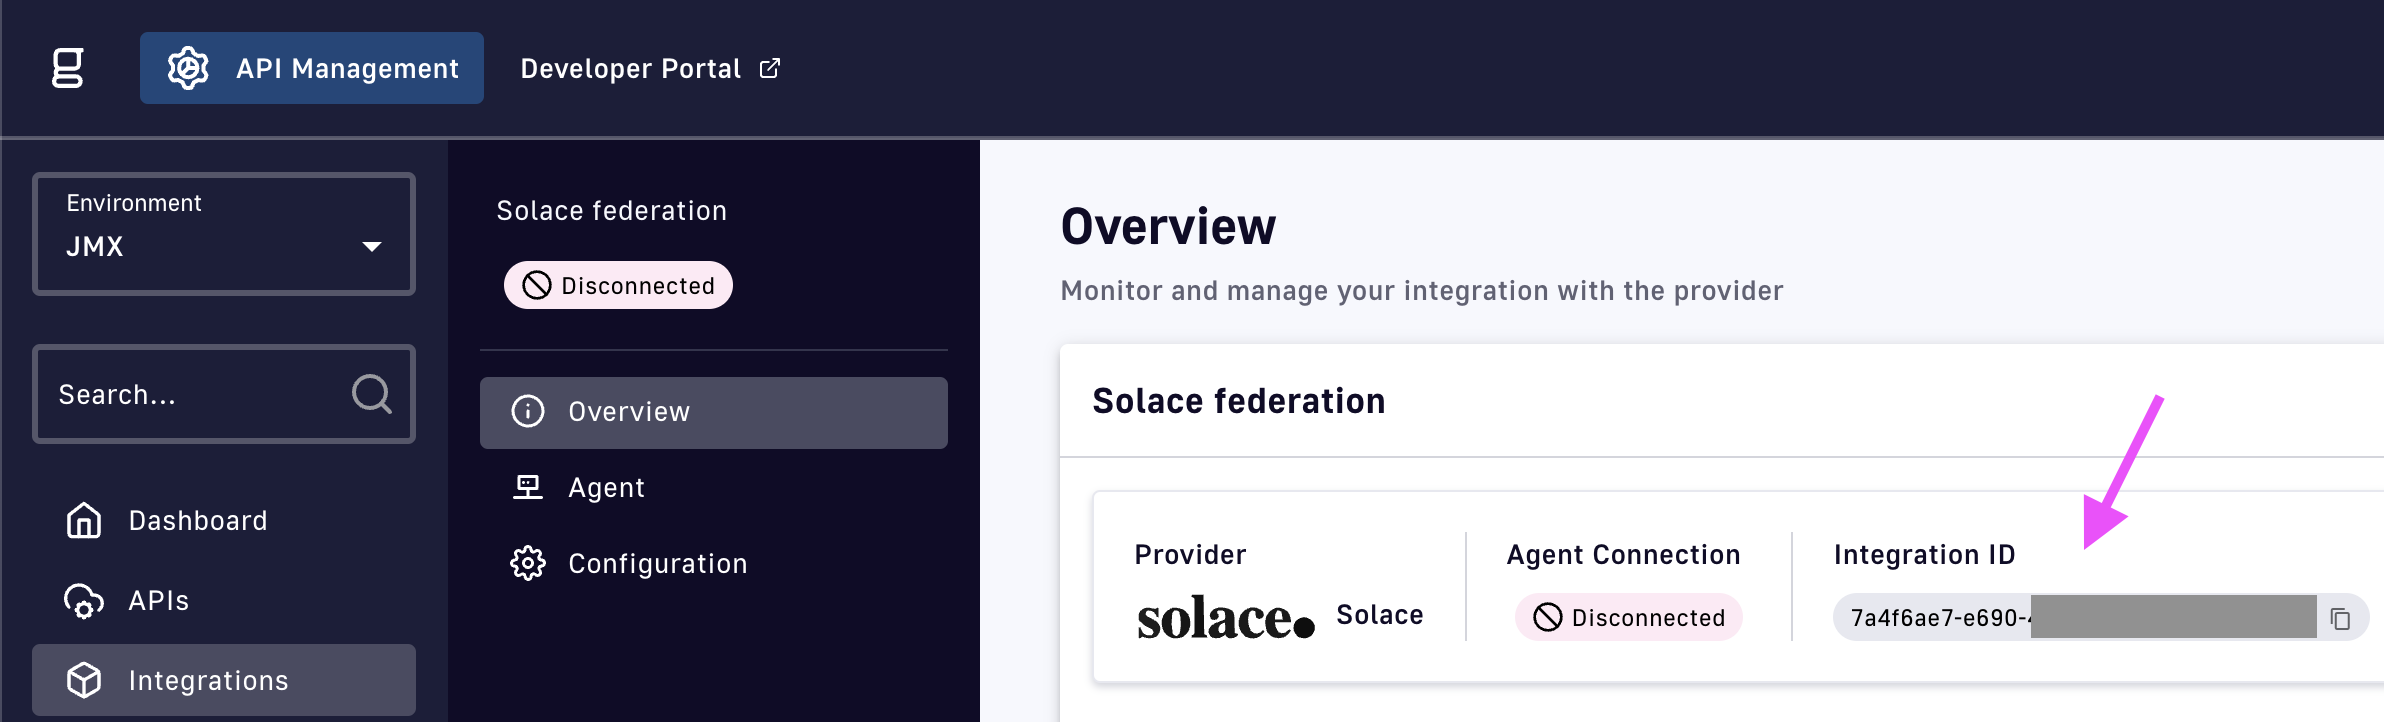 API Management
Developer Portal
Environment
JMX
Search...
Dashboard
APIs
Integrations
Solace federation
Disconnected
Overview
Agent
Configuration
Overview
Monitor and manage your integration with the provider
Solace federation
Provider
solace. Solace
Agent Connection
Disconnected
Integration ID
7a4f6ae7-e690-